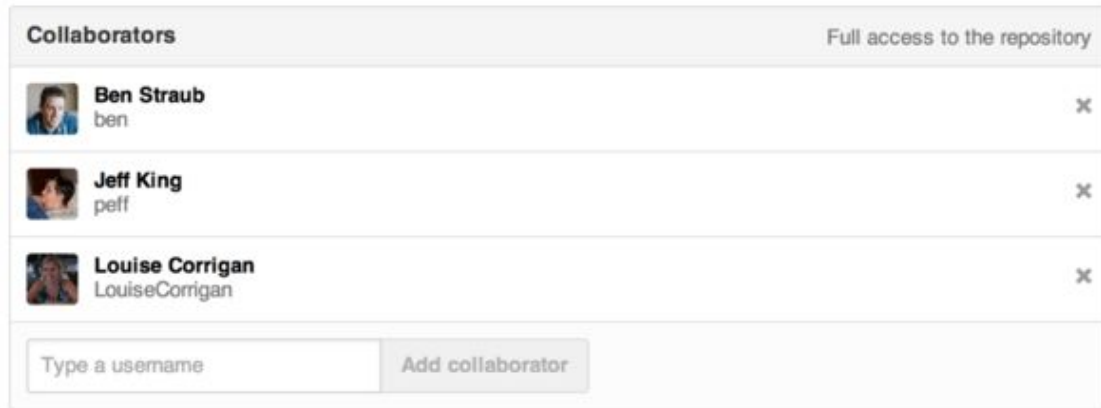 Collaborators
Full access to the repository
Ben Straub
ben
Jeff King
peff
Louise Corrigan
LouiseCorrigan
Type a username
Add collaborator